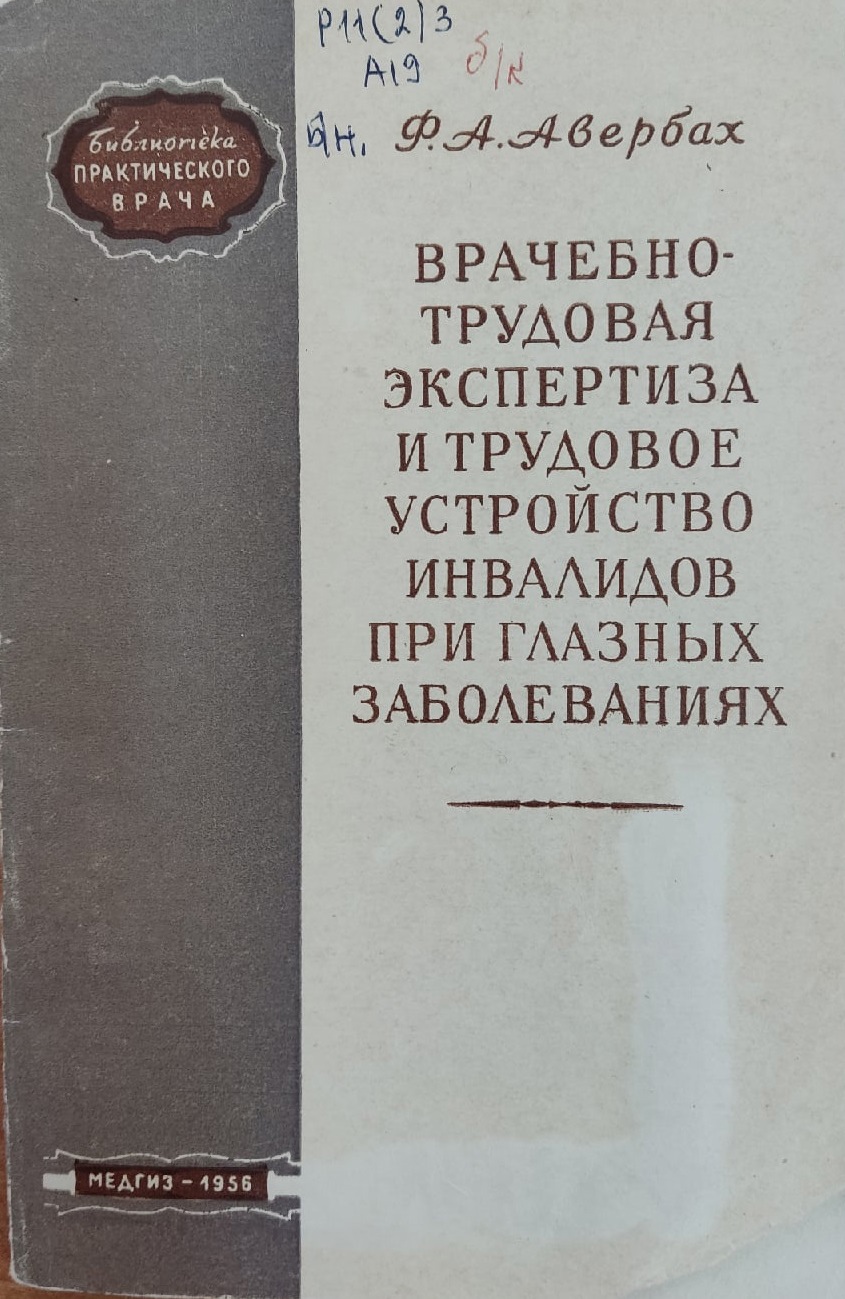 Р11(2)3
А19 б/н
бн.
Ф. А. Авербах
Библиотека
ПРАКТИЧЕСКОГО
ВРАЧА
ВРАЧЕБНО-
ТРУДОВАЯ
ЭКСПЕРТИЗА
И ТРУДОВОЕ
УСТРОЙСТВО
ИНВАЛИДОВ
ПРИ ГЛАЗНЫХ
ЗАБОЛЕВАНИЯХ
МЕДГИЗ - 1956